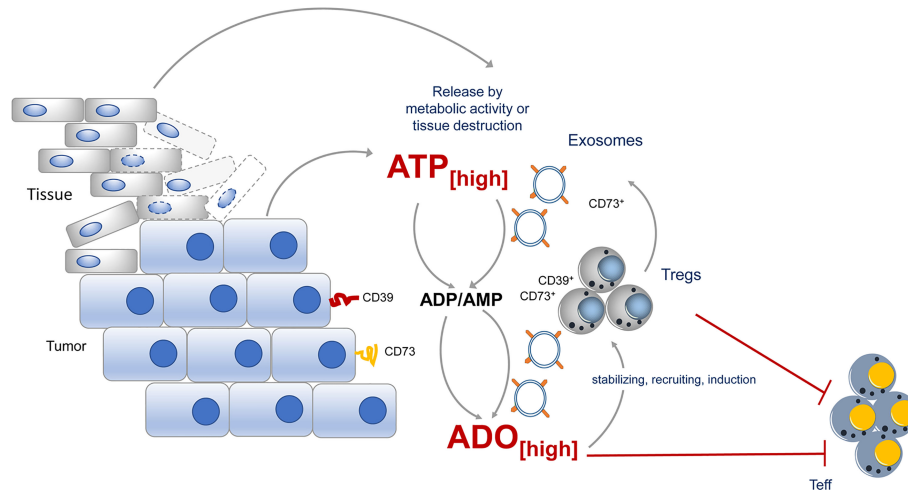 Release by
metabolic activity or
tissue destruction
Exosomes
ATP[high]
Tissue
CD73⁺
Tregs
CD39⁺
CD73⁺
CD39
ADP/AMP
Tumor
CD73
stabilizing, recruiting, induction
ADO[high]
Teff